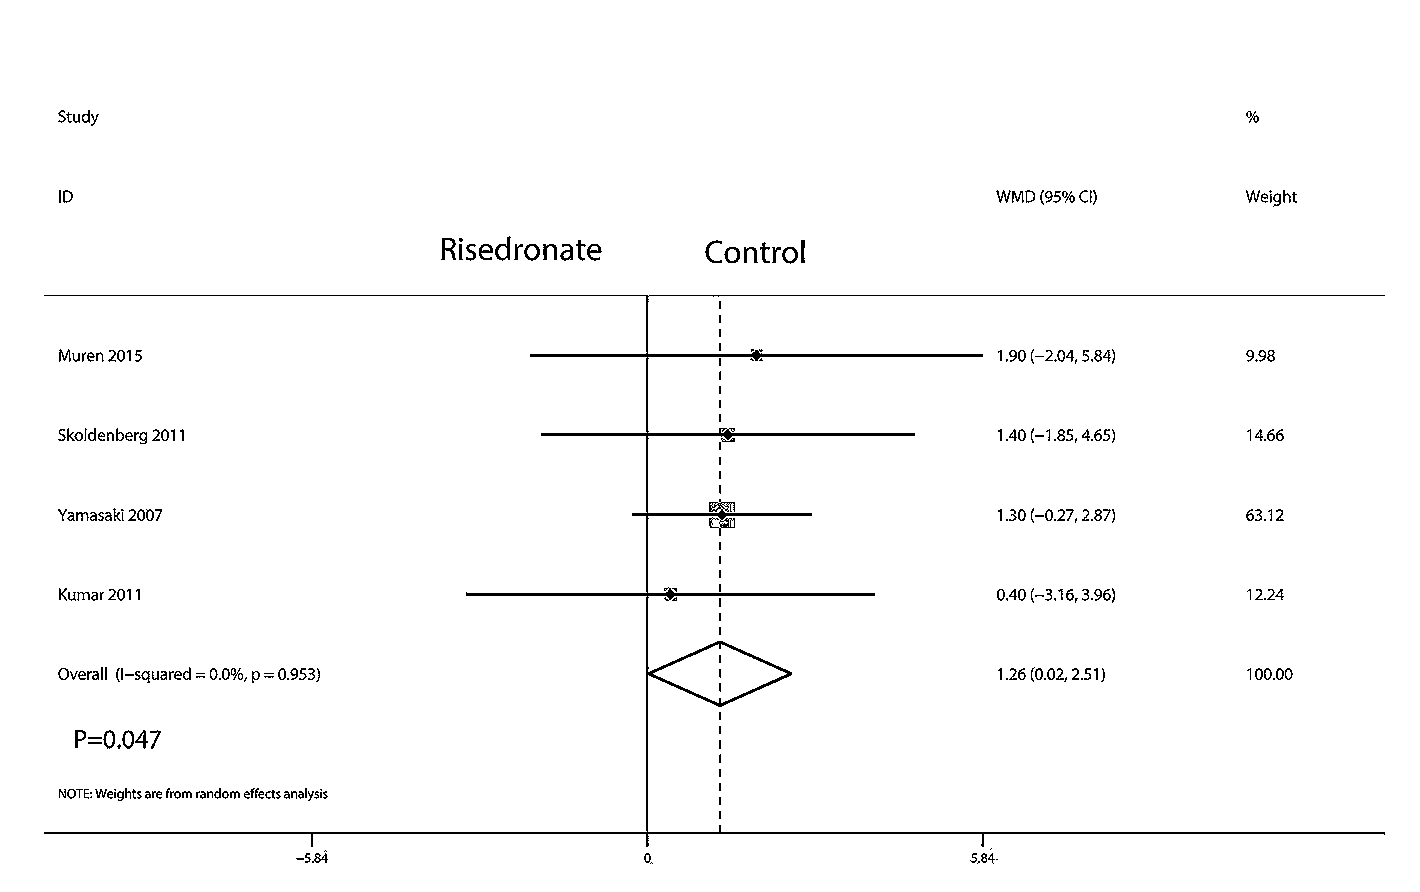 Study %
ID WMD (95% CI) Weight
Risedronate Control
Muren 2015 1.90 (−2.04, 5.84) 9.98
Skoldenberg 2011 1.40 (−1.85, 4.65) 14.66
Yamasaki 2007 1.30 (−0.27, 2.87) 63.12
Kumar 2011 0.40 (−3.16, 3.96) 12.24
Overall (I−squared = 0.0%, p = 0.953) 1.26 (0.02, 2.51) 100.00
P=0.047
NOTE: Weights are from random effects analysis
−5.84 0 5.84